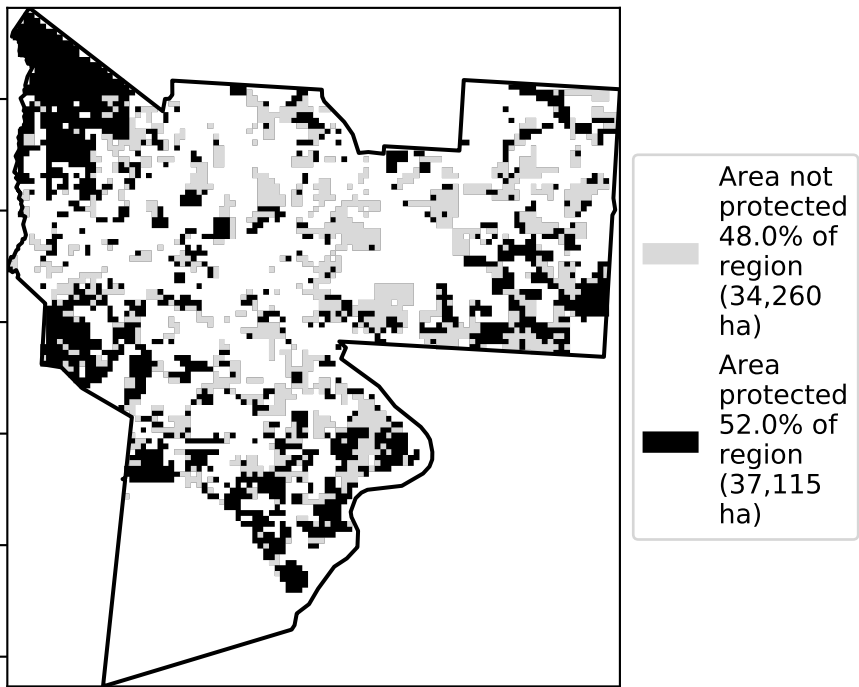 Area not
protected
48.0% of
region
(34,260
ha)
Area
protected
52.0% of
region
(37,115
ha)